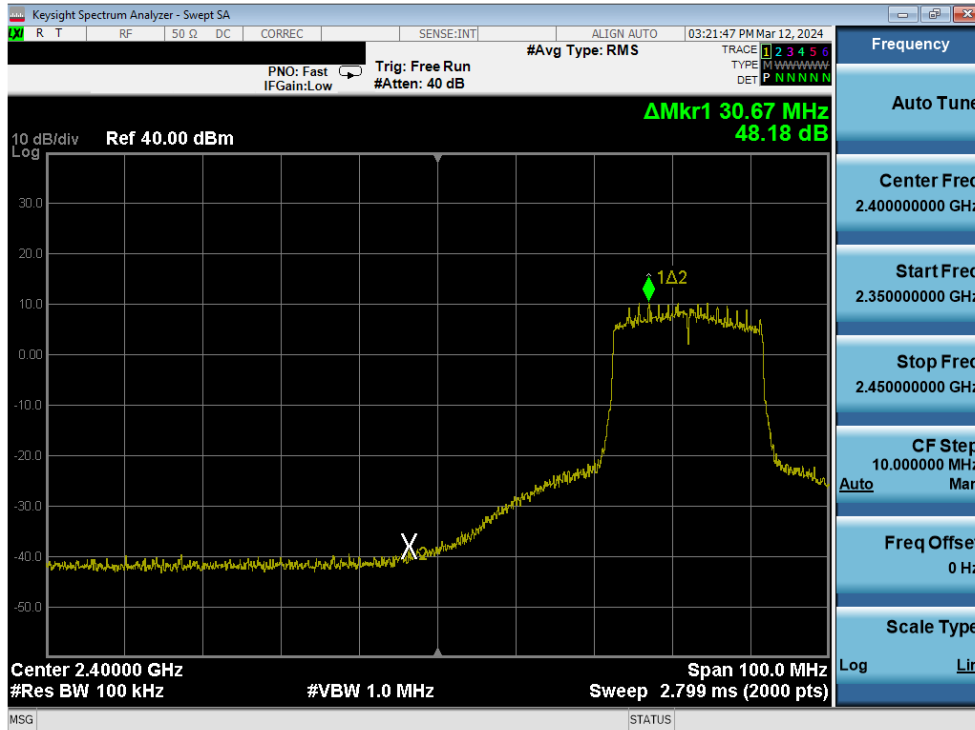 Keysight Spectrum Analyzer - Swept SA
LXI R T RF 50 Ω DC CORREC SENSE:INT ALIGN AUTO 03:21:47 PM Mar 12, 2024
#Avg Type: RMS TRACE 1 2 3 4 5 6
PNO: Fast Trig: Free Run TYPE M WWWWW
IFGain:Low #Atten: 40 dB DET P N N N N N
ΔMkr1 30.67 MHz
48.18 dB
10 dB/div Ref 40.00 dBm
Log
30.0
20.0
1Δ2
10.0
0.00
-10.0
-20.0
-30.0
-40.0
X2
-50.0
Center 2.40000 GHz Span 100.0 MHz
#Res BW 100 kHz #VBW 1.0 MHz Sweep 2.799 ms (2000 pts)
MSG STATUS
Frequency
Auto Tune
Center Freq
2.400000000 GHz
Start Freq
2.350000000 GHz
Stop Freq
2.450000000 GHz
CF Step
10.000000 MHz
Auto Man
Freq Offset
0 Hz
Scale Type
Log Lin